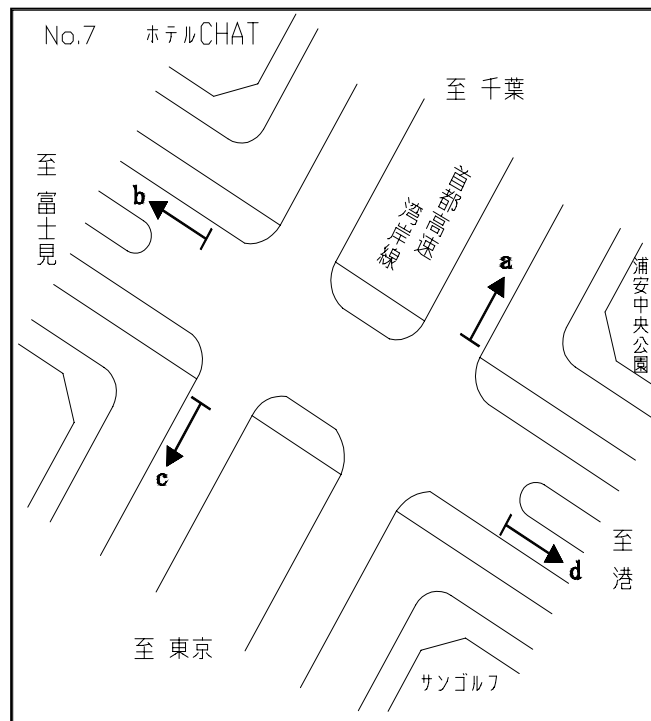 No.7 ホテルCHAT
至 千葉
至 富士見
b
首都高速
湾岸線
a
浦安中央公園
c
d
至 港
至 東京
サンゴルフ